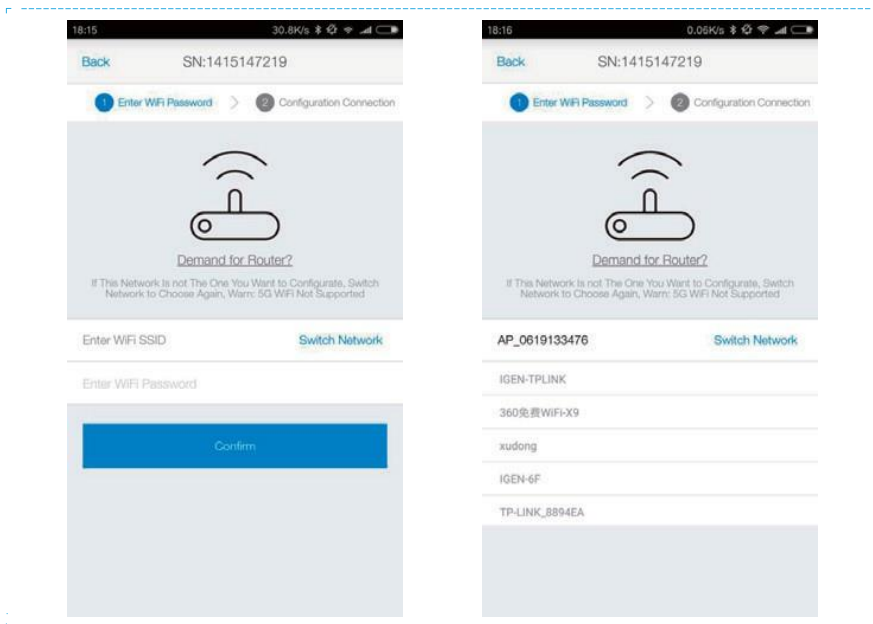 18:15 30.8K/s
Back SN:1415147219
1 Enter WiFi Password > 2 Configuration Connection
Demand for Router?
If This Network is not The One You Want to Configurate, Switch
Network to Choose Again, Warn: 5G WiFi Not Supported
Enter WiFi SSID Switch Network
Enter WiFi Password
Confirm
18:16 0.06K/s
Back SN:1415147219
1 Enter WiFi Password > 2 Configuration Connection
Demand for Router?
If This Network is not The One You Want to Configurate, Switch
Network to Choose Again, Warn: 5G WiFi Not Supported
AP_0619133476 Switch Network
IGEN-TPLINK
360免费WiFi-X9
xudong
IGEN-6F
TP-LINK_8894EA